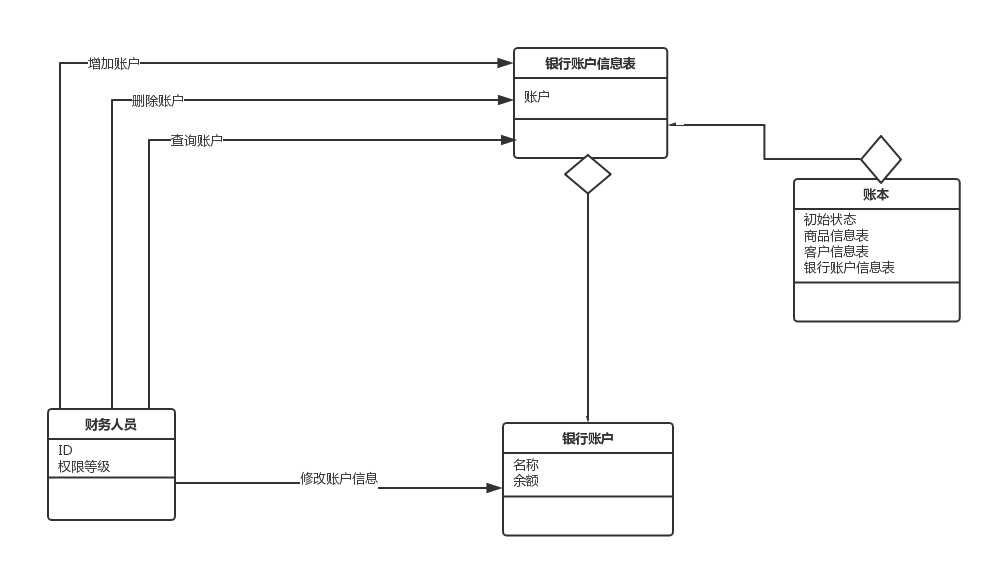 增加账户
银行账户信息表
删除账户
账户
查询账户
账本
初始状态
商品信息表
客户信息表
银行账户信息表
财务人员
ID
权限等级
修改账户信息
银行账户
名称
余额